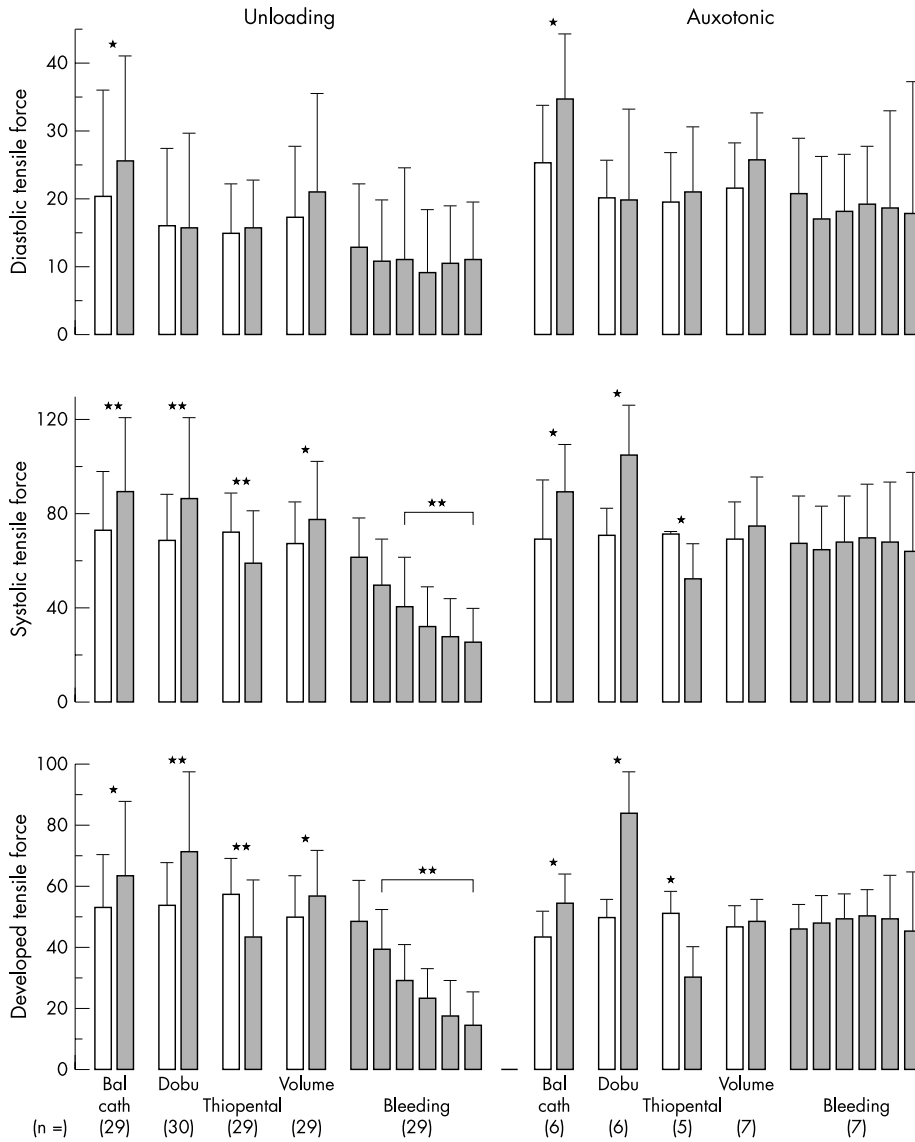 Unloading Auxotonic
Diastolic tensile force
40
30
20
10
0
★ ★
Systolic tensile force
120
80
40
0
★★ ★★ ★★ ★ ★★ ★ ★ ★
Developed tensile force
100
80
60
40
20
0
★ ★★ ★★ ★ ★★ ★ ★ ★
Bal Dobu Volume Bal Dobu Volume
cath Thiopental Bleeding cath Thiopental Bleeding
(n =) (29) (30) (29) (29) (29) (6) (6) (5) (7) (7)